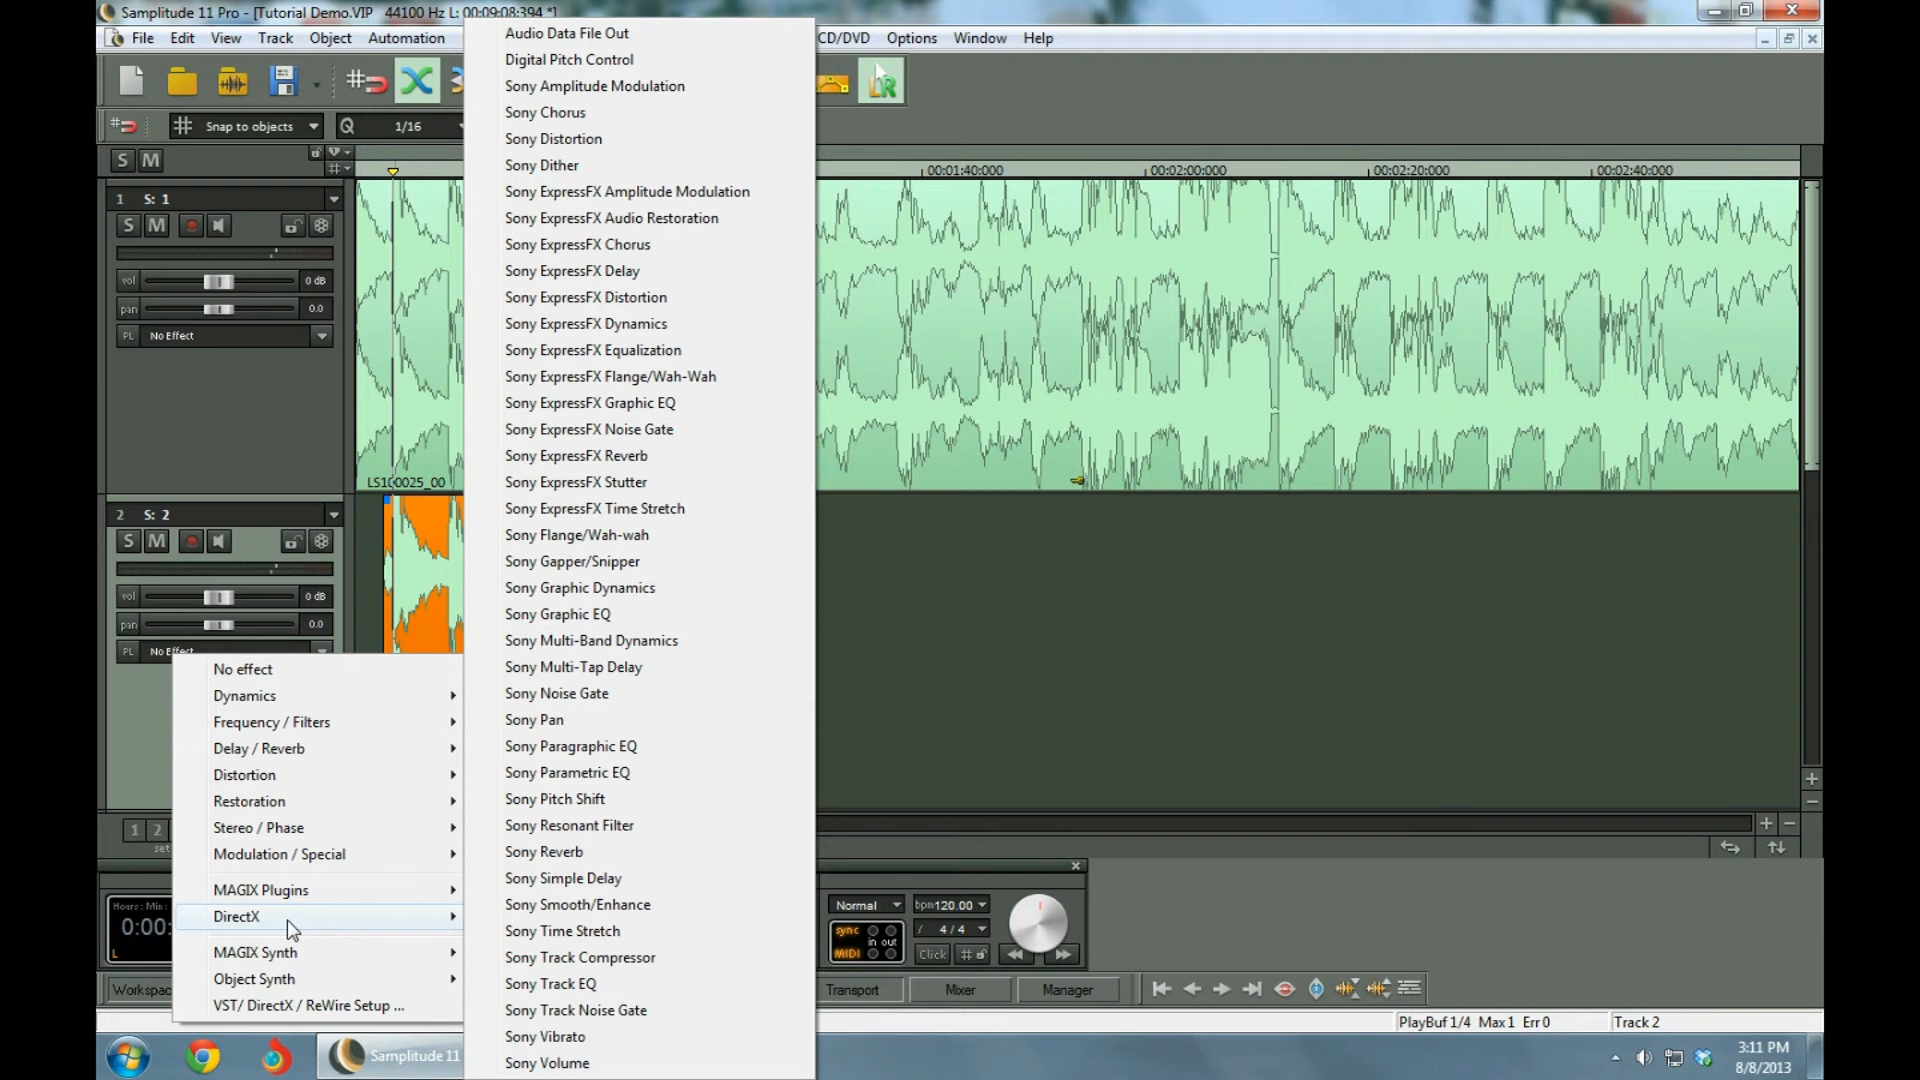 Samplitude 11 Pro - [Tutorial Demo.VIP 44100 Hz L: 00:09:08:394 *]
File Edit View Track Object Automation CD/DVD Options Window Help
Snap to objects 1/16
S M
00:01:40:000 00:02:00:000 00:02:20:000 00:02:40:000
1 S: 1
S M
vol 0 dB
pan 0.0
PL No Effect
LS100025_00
2 S: 2
S M
vol 0 dB
pan 0.0
PL No Effect
No effect
Dynamics
Frequency / Filters
Delay / Reverb
Distortion
Restoration
Stereo / Phase
Modulation / Special
MAGIX Plugins
DirectX
MAGIX Synth
Object Synth
VST/ DirectX / ReWire Setup ...
Audio Data File Out
Digital Pitch Control
Sony Amplitude Modulation
Sony Chorus
Sony Distortion
Sony Dither
Sony ExpressFX Amplitude Modulation
Sony ExpressFX Audio Restoration
Sony ExpressFX Chorus
Sony ExpressFX Delay
Sony ExpressFX Distortion
Sony ExpressFX Dynamics
Sony ExpressFX Equalization
Sony ExpressFX Flange/Wah-Wah
Sony ExpressFX Graphic EQ
Sony ExpressFX Noise Gate
Sony ExpressFX Reverb
Sony ExpressFX Stutter
Sony ExpressFX Time Stretch
Sony Flange/Wah-wah
Sony Gapper/Snipper
Sony Graphic Dynamics
Sony Graphic EQ
Sony Multi-Band Dynamics
Sony Multi-Tap Delay
Sony Noise Gate
Sony Pan
Sony Paragraphic EQ
Sony Parametric EQ
Sony Pitch Shift
Sony Resonant Filter
Sony Reverb
Sony Simple Delay
Sony Smooth/Enhance
Sony Time Stretch
Sony Track Compressor
Sony Track EQ
Sony Track Noise Gate
Sony Vibrato
Sony Volume
1 2
set
Hours : Min :
0:00:
L
Normal bpm 120.00
sync in out / 4 / 4
MIDI Click
Workspac Transport Mixer Manager
PlayBuf 1/4 Max 1 Err 0 Track 2
Samplitude 11
3:11 PM
8/8/2013